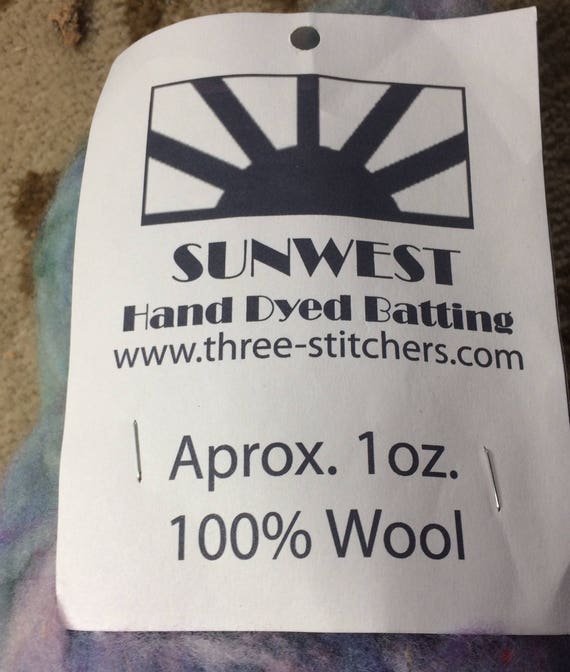 SUNWEST
Hand Dyed Batting
www.three-stitchers.com
Aprox. 1oz.
100% Wool